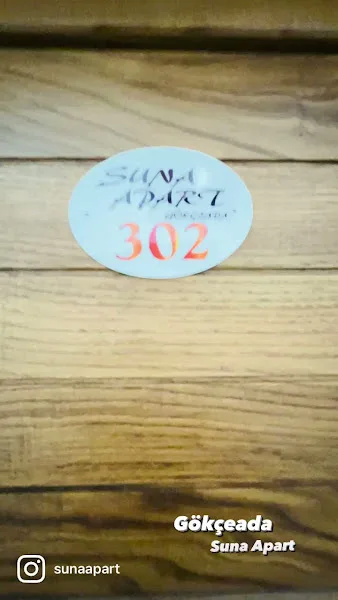 SUNA
APART
"GÖKÇEADA"
302
Gökçeada
Suna Apart
sunaapart